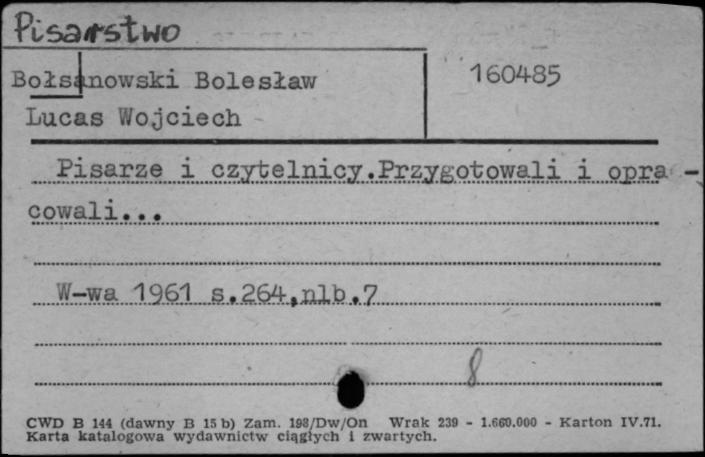 Pisarstwo
Bołsanowski Bolesław
160485
Lucas Wojciech
Pisarze i czytelnicy.Przygotowali i opra-
cowali...
W-wa 1961 s.264,nlb.7
8
CWD B 144 (dawny B 15 b) Zam. 198/Dw/On Wrak 239 - 1.660.000 - Karton IV.71.
Karta katalogowa wydawnictw ciągłych i zwartych.